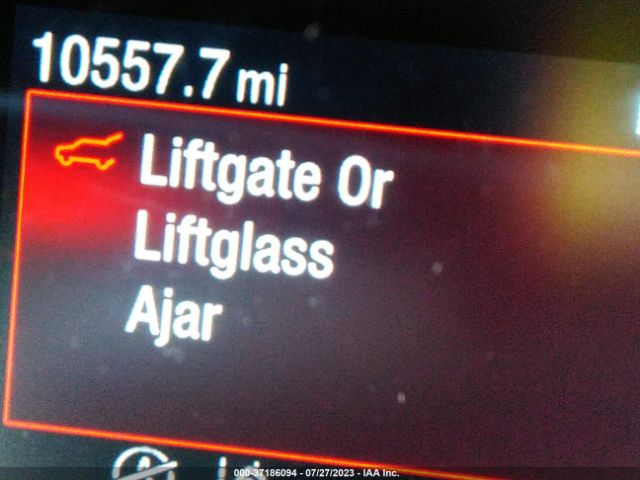 10557.7 mi
Liftgate Or
Liftglass
Ajar
000-37186094 - 07/27/2023 - IAA Inc.